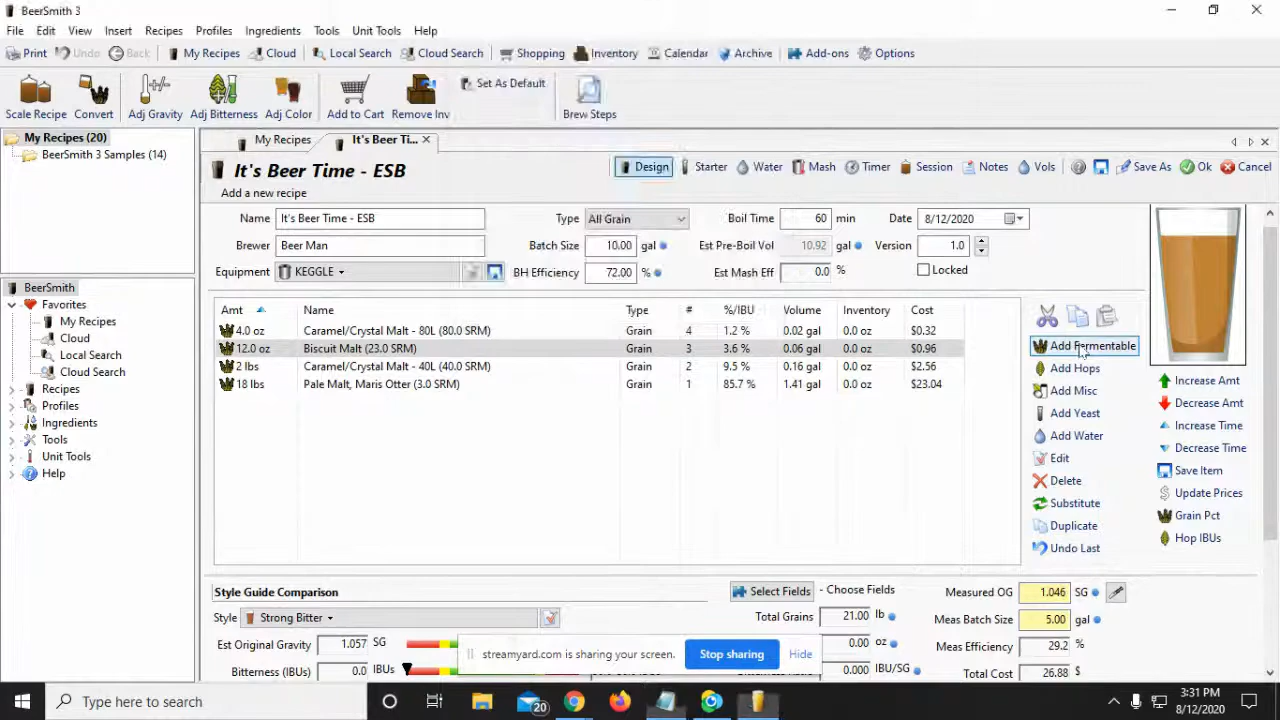 BeerSmith 3
File Edit View Insert Recipes Profiles Ingredients Tools Unit Tools Help
Print Undo Back My Recipes Cloud Local Search Cloud Search Shopping Inventory Calendar Archive Add-ons Options
Scale Recipe Convert Adj Gravity Adj Bitterness Adj Color Add to Cart Remove Inv Set As Default Brew Steps
My Recipes (20)
BeerSmith 3 Samples (14)
My Recipes It's Beer Ti...
It's Beer Time - ESB
Design Starter Water Mash Timer Session Notes Vols Save As Ok Cancel
Add a new recipe
Name It's Beer Time - ESB Type All Grain Boil Time 60 min Date 8/12/2020
Brewer Beer Man Batch Size 10.00 gal Est Pre-Boil Vol 10.92 gal Version 1.0
Equipment KEGGLE BH Efficiency 72.00 % Est Mash Eff 0.0 % Locked
BeerSmith
Favorites
My Recipes
Cloud
Local Search
Cloud Search
Recipes
Profiles
Ingredients
Tools
Unit Tools
Help
Amt Name Type # %/IBU Volume Inventory Cost
4.0 oz Caramel/Crystal Malt - 80L (80.0 SRM) Grain 4 1.2 % 0.02 gal 0.0 oz $0.32
12.0 oz Biscuit Malt (23.0 SRM) Grain 3 3.6 % 0.06 gal 0.0 oz $0.96
2 lbs Caramel/Crystal Malt - 40L (40.0 SRM) Grain 2 9.5 % 0.16 gal 0.0 oz $2.56
18 lbs Pale Malt, Maris Otter (3.0 SRM) Grain 1 85.7 % 1.41 gal 0.0 oz $23.04
Add Fermentable
Add Hops
Add Misc
Add Yeast
Add Water
Edit
Delete
Substitute
Duplicate
Undo Last
Increase Amt
Decrease Amt
Increase Time
Decrease Time
Save Item
Update Prices
Grain Pct
Hop IBUs
Style Guide Comparison Select Fields - Choose Fields Measured OG 1.046 SG
Style Strong Bitter Total Grains 21.00 lb Meas Batch Size 5.00 gal
Est Original Gravity 1.057 SG 0.00 oz Meas Efficiency 29.2 %
Bitterness (IBUs) 0.0 IBUs 0.000 IBU/SG Total Cost 26.88
streamyard.com is sharing your screen. Stop sharing Hide
Type here to search 20 3:31 PM
8/12/2020